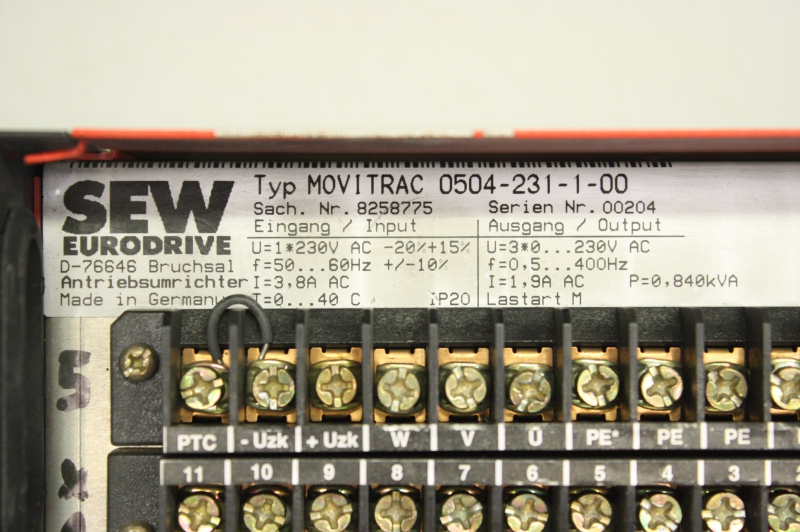 SEW
EURODRIVE
D-76646 Bruchsal
Antriebsumrichter
Made in Germany
Typ MOVITRAC 0504-231-1-00
Sach. Nr. 8258775 Serien Nr. 00204
Eingang / Input Ausgang / Output
U=1*230V AC -20%+15% U=3*0...230V AC
f=50...60Hz +/-10% f=0,5...400Hz
I=3,8A AC I=1,9A AC P=0,840kVA
T=0...40 C IP20 Lastart M
PTC - Uzk + Uzk W V U PE* PE PE
11 10 9 8 7 6 5 4 3 2
5